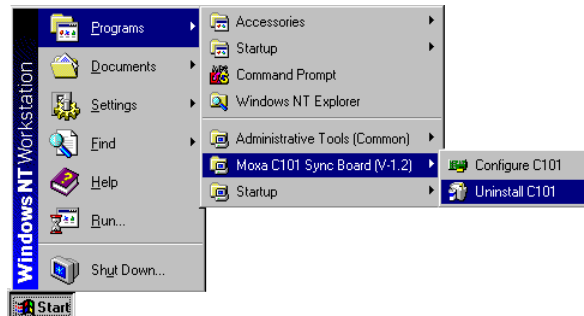 Windows NT Workstation
Programs
Documents
Settings
Find
Help
Run...
Shut Down...
Start
Accessories
Startup
Command Prompt
Windows NT Explorer
Administrative Tools (Common)
Moxa C101 Sync Board (V-1.2)
Startup
Configure C101
Uninstall C101